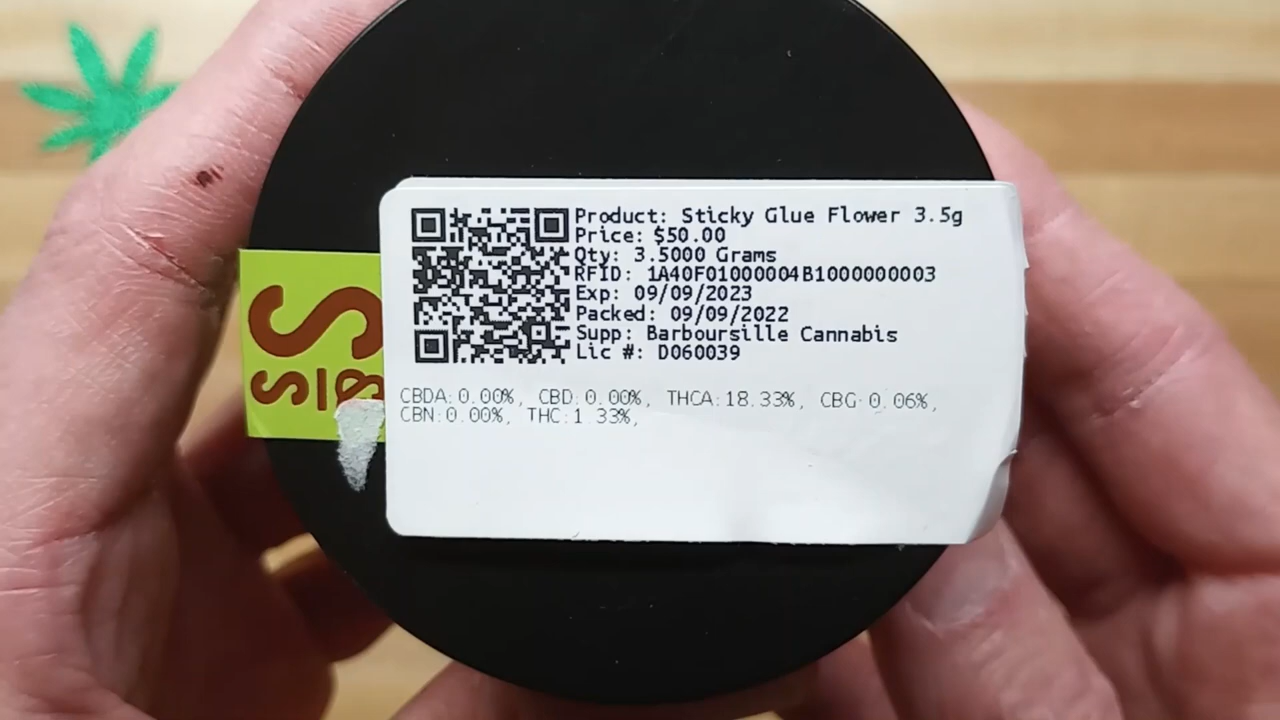 Product: Sticky Glue Flower 3.5g
Price: $50.00
Qty: 3.5000 Grams
RFID: 1A40F01000004B1000000003
Exp: 09/09/2023
Packed: 09/09/2022
Supp: Barboursille Cannabis
Lic #: D060039
CBDA:0.00%, CBD:0.00%, THCA:18.33%, CBG:0.06%,
CBN:0.00%, THC:1.33%,